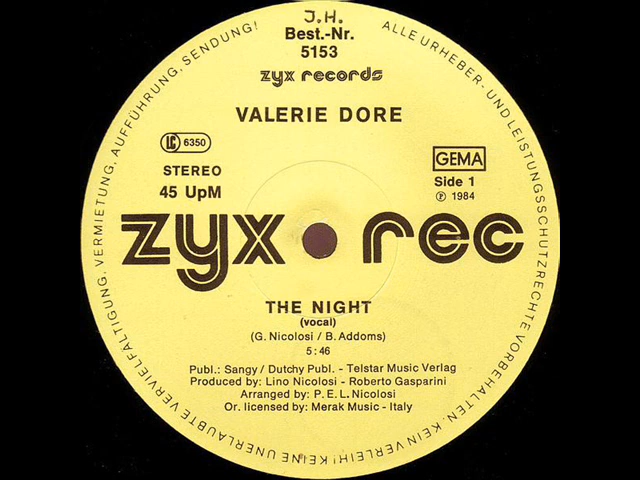 J.H.
Best.-Nr.
5153
zyx records
VALERIE DORE
LC 6350
STEREO
45 UpM
GEMA
Side 1
℗ 1984
zyx rec
THE NIGHT
(vocal)
(G. Nicolosi / B. Addoms)
5:46
Publ.: Sangy / Dutchy Publ. - Telstar Music Verlag
Produced by: Lino Nicolosi - Roberto Gasparini
Arranged by: P. E. L. Nicolosi
Or. licensed by: Merak Music - Italy
ALLE URHEBER- UND LEISTUNGSSCHUTZRECHTE VORBEHALTEN. KEIN VERLEIH! KEINE UNERLAUBTE VERVIELFÄLTIGUNG, VERMIETUNG, AUFFÜHRUNG, SENDUNG!